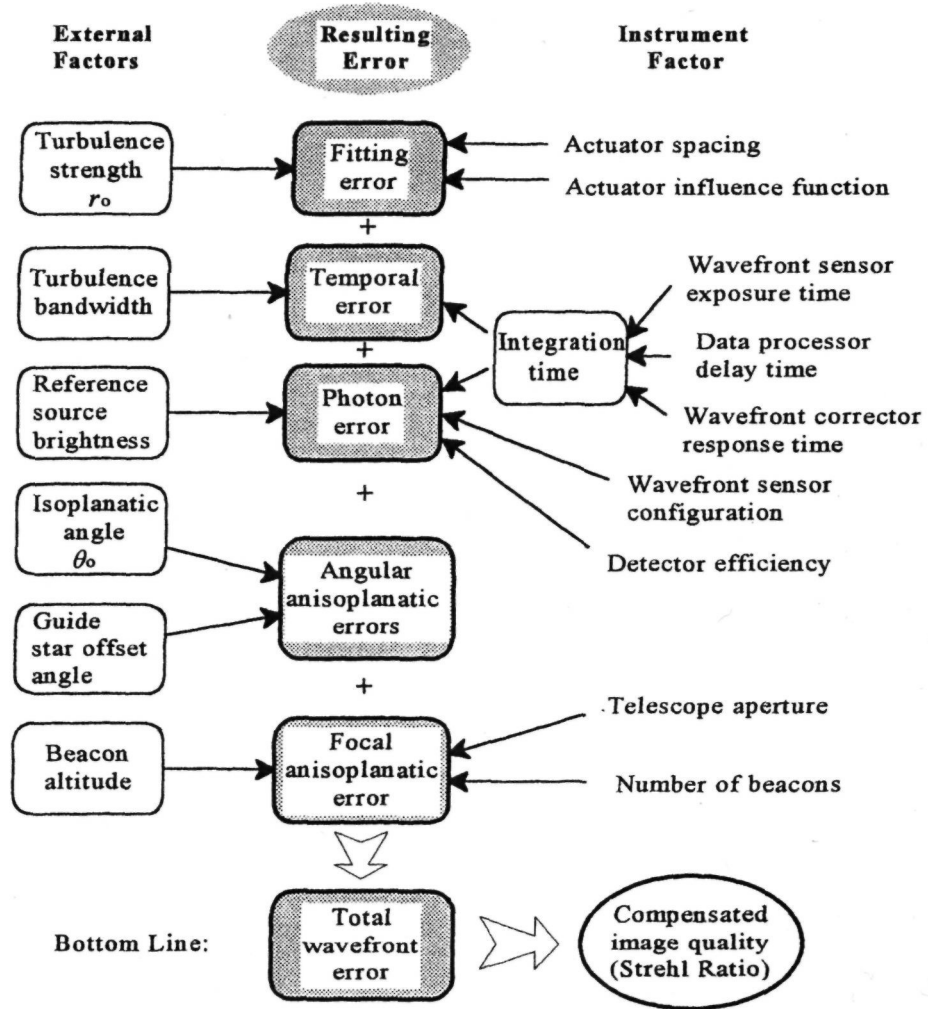 External
Factors
Resulting
Error
Instrument
Factor
Turbulence
strength
ro
Fitting
error
Actuator spacing
Actuator influence function
+
Turbulence
bandwidth
Temporal
error
Integration
time
Wavefront sensor
exposure time
Data processor
delay time
Wavefront corrector
response time
+
Reference
source
brightness
Photon
error
Wavefront sensor
configuration
Detector efficiency
+
Isoplanatic
angle
θo
Guide
star offset
angle
Angular
anisoplanatic
errors
+
Beacon
altitude
Focal
anisoplanatic
error
Telescope aperture
Number of beacons
Bottom Line:
Total
wavefront
error
Compensated
image quality
(Strehl Ratio)